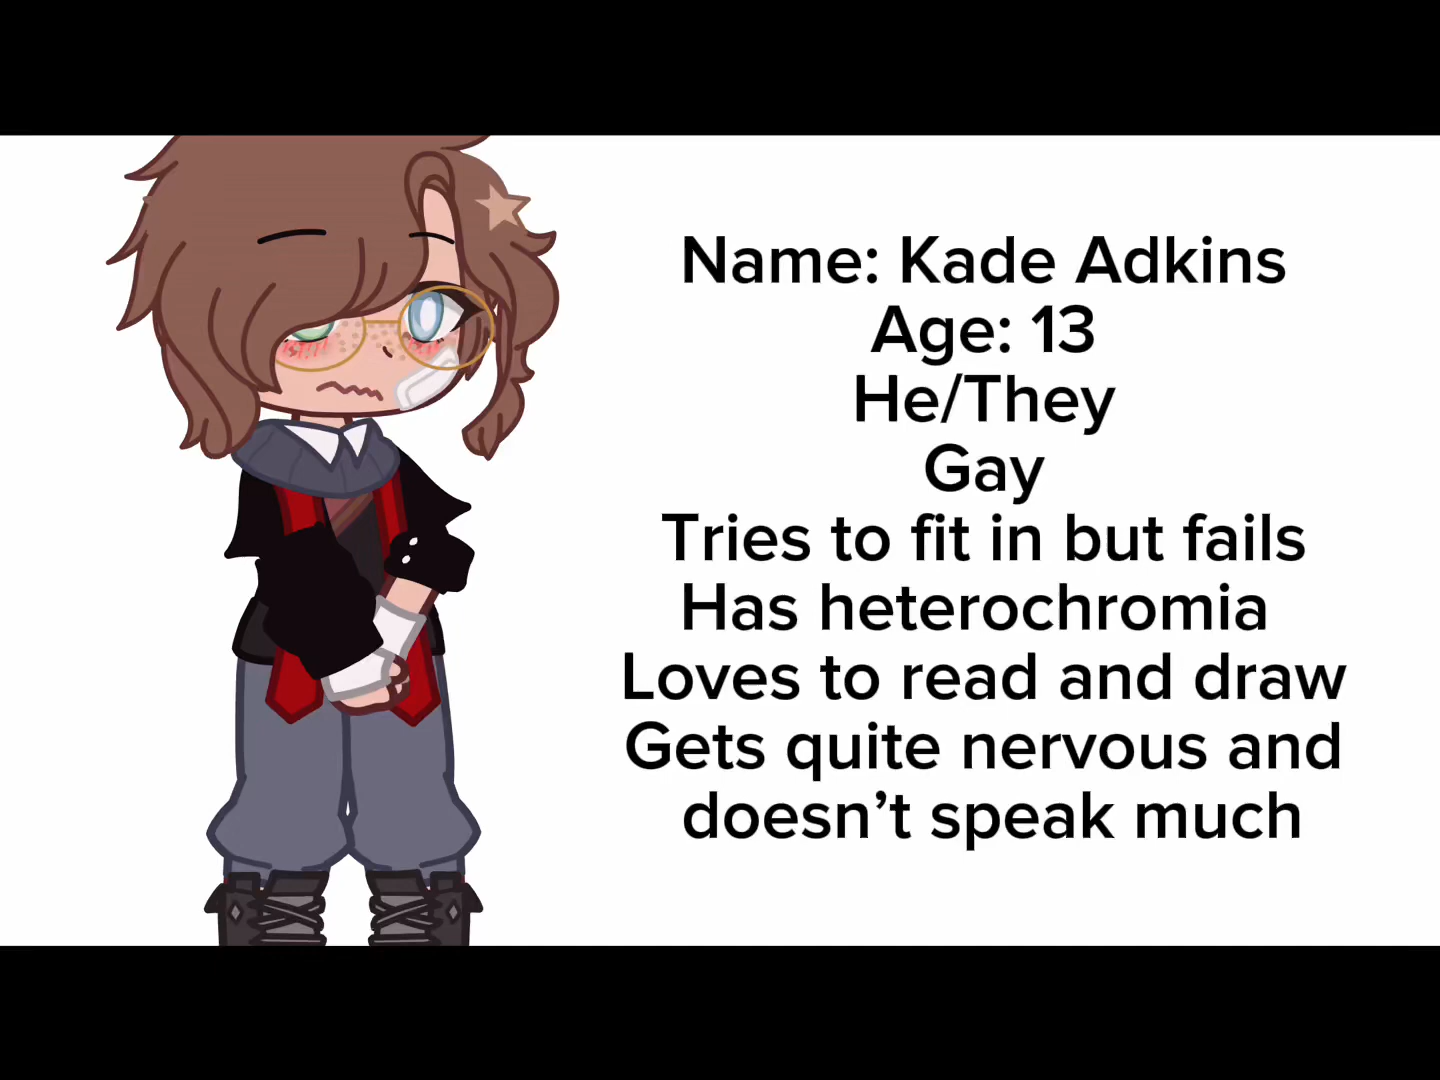 Name: Kade Adkins
Age: 13
He/They
Gay
Tries to fit in but fails
Has heterochromia
Loves to read and draw
Gets quite nervous and
doesn’t speak much